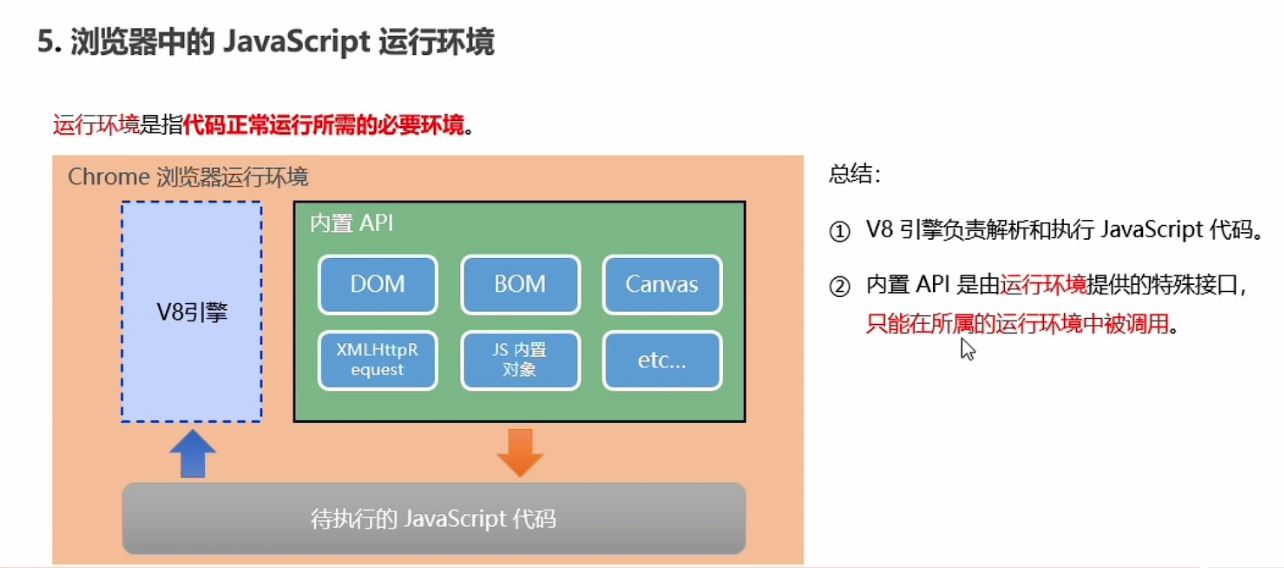 5. 浏览器中的 JavaScript 运行环境
运行环境是指代码正常运行所需的必要环境。
Chrome 浏览器运行环境
V8引擎
内置 API
DOM
BOM
Canvas
XMLHttpR
equest
JS 内置
对象
etc...
待执行的 JavaScript 代码
总结：
① V8 引擎负责解析和执行 JavaScript 代码。
② 内置 API 是由运行环境提供的特殊接口，
只能在所属的运行环境中被调用。